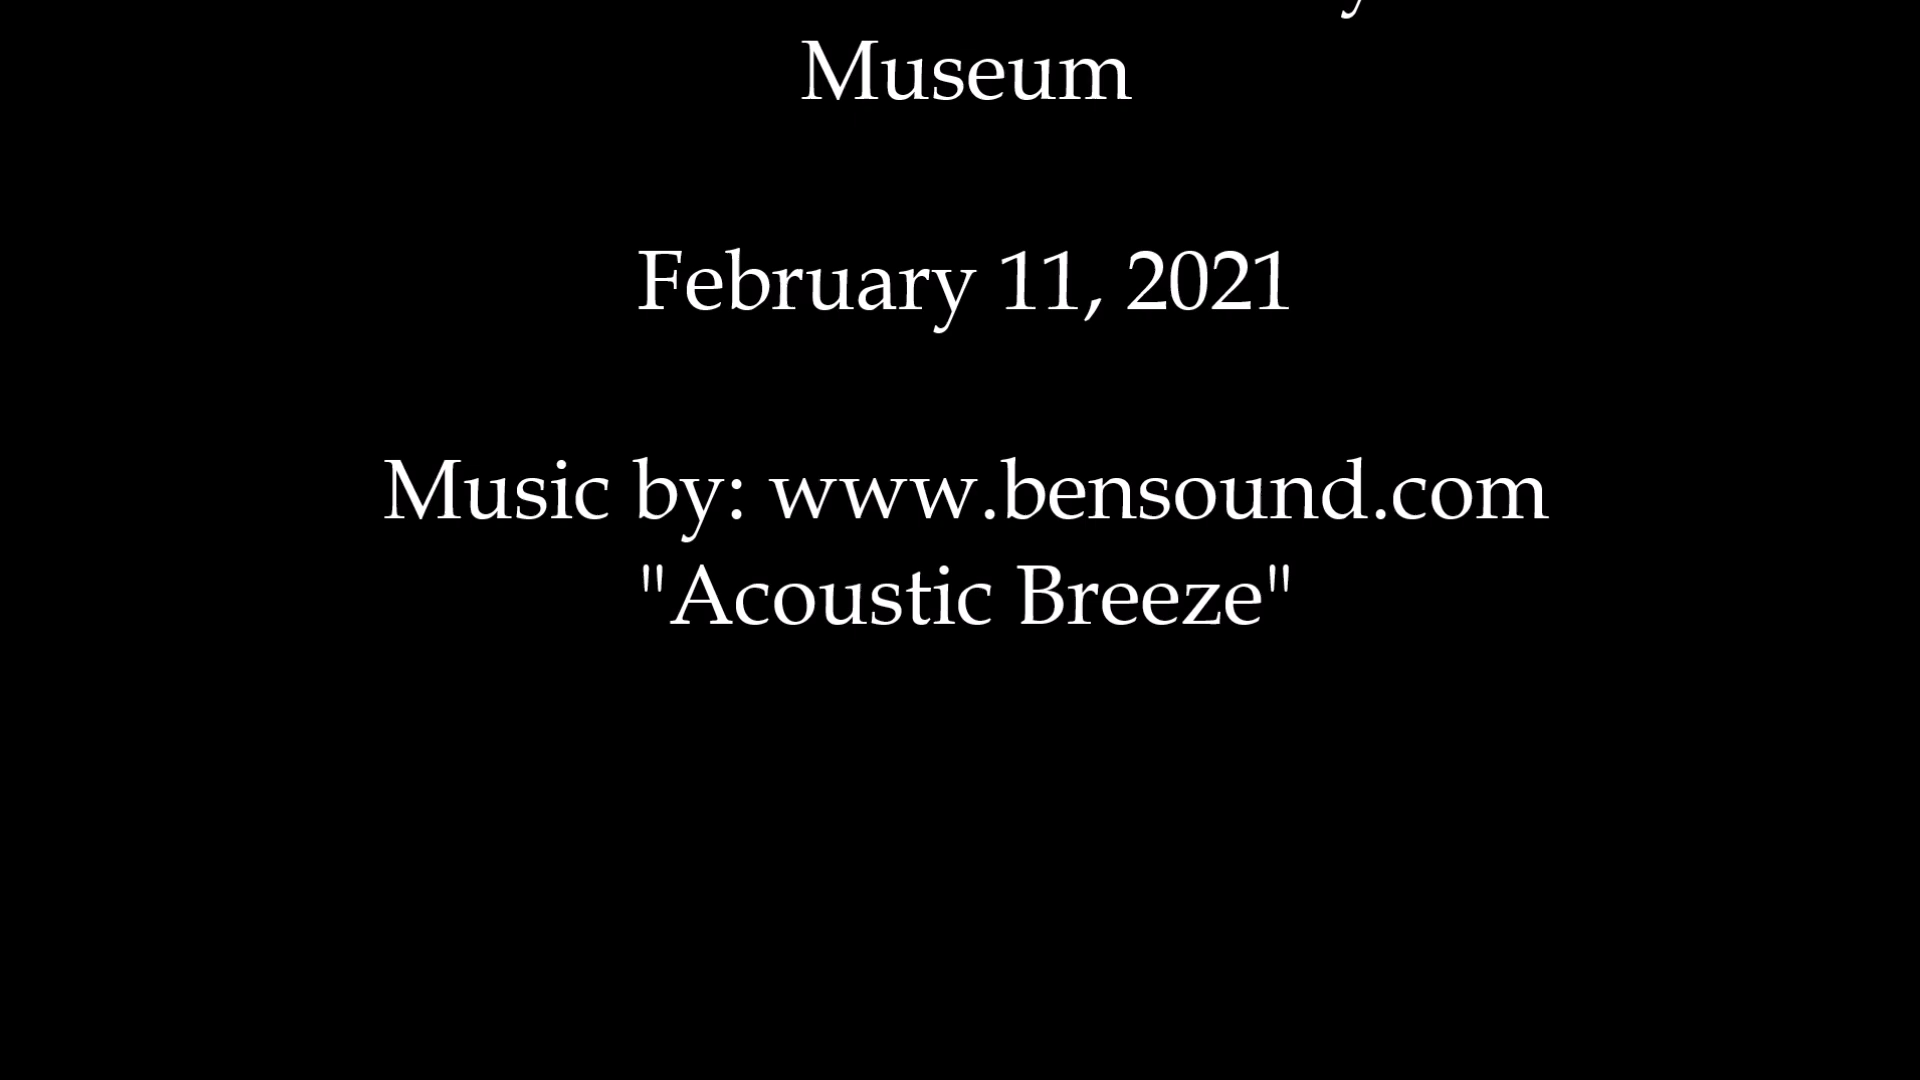 Museum
February 11, 2021
Music by: www.bensound.com
"Acoustic Breeze"